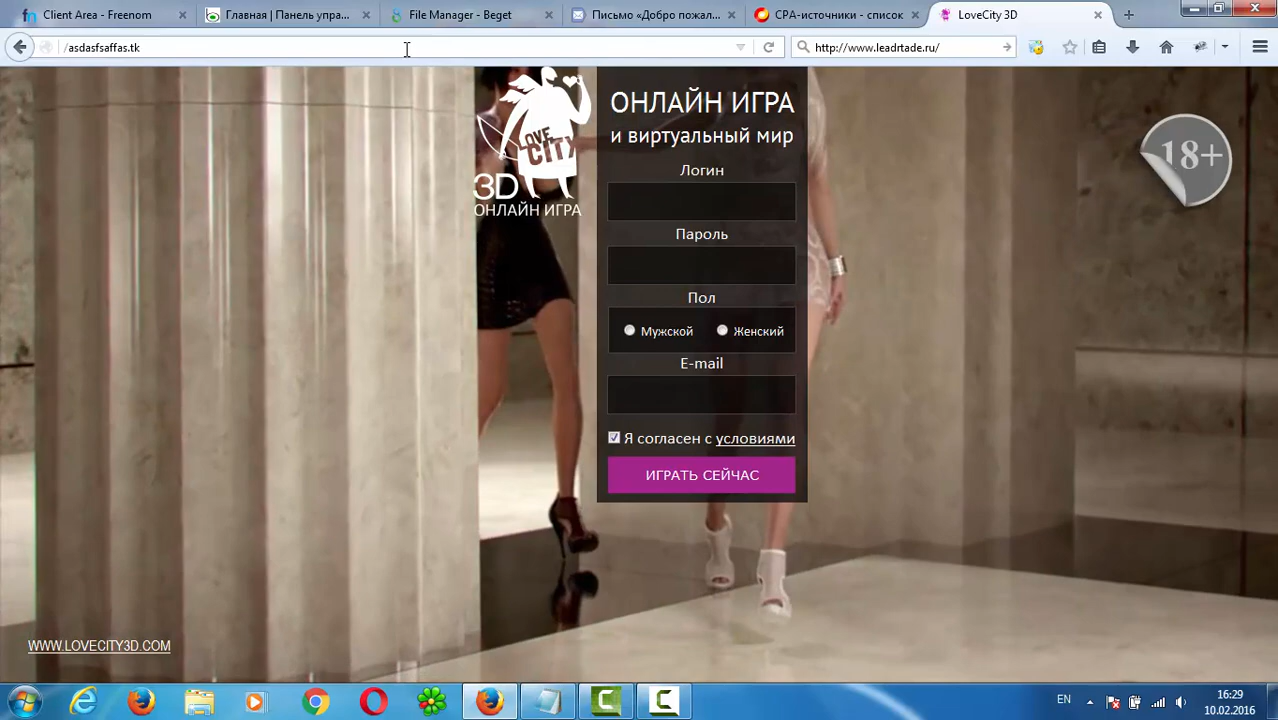 Client Area - Freenom
Главная | Панель упра...
File Manager - Beget
Письмо «Добро пожал...
CPA-источники - список
LoveCity 3D
/asdasfsaffas.tk
http://www.leadrtade.ru/
LOVE
CITY
3D
ОНЛАЙН ИГРА
ОНЛАЙН ИГРА
и виртуальный мир
Логин
Пароль
Пол
Мужской Женский
E-mail
Я согласен с условиями
ИГРАТЬ СЕЙЧАС
18+
WWW.LOVECITY3D.COM
EN
16:29
10.02.2016